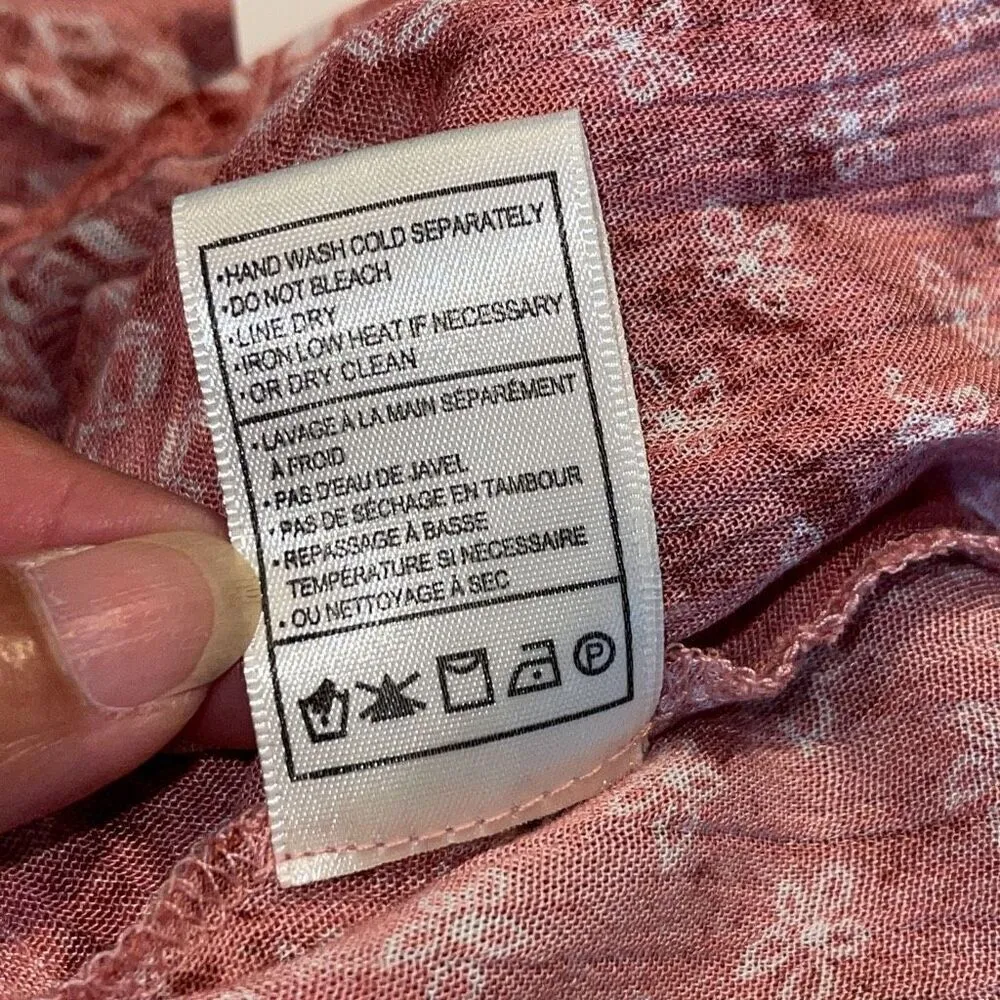 •HAND WASH COLD SEPARATELY
•DO NOT BLEACH
•LINE DRY
•IRON LOW HEAT IF NECESSARY
•OR DRY CLEAN
•LAVAGE À LA MAIN SÉPARÉMENT
À FROID
•PAS D'EAU DE JAVEL
•PAS DE SÉCHAGE EN TAMBOUR
•REPASSAGE À BASSE
TEMPÉRATURE SI NÉCESSAIRE
•OU NETTOYAGE À SEC
P